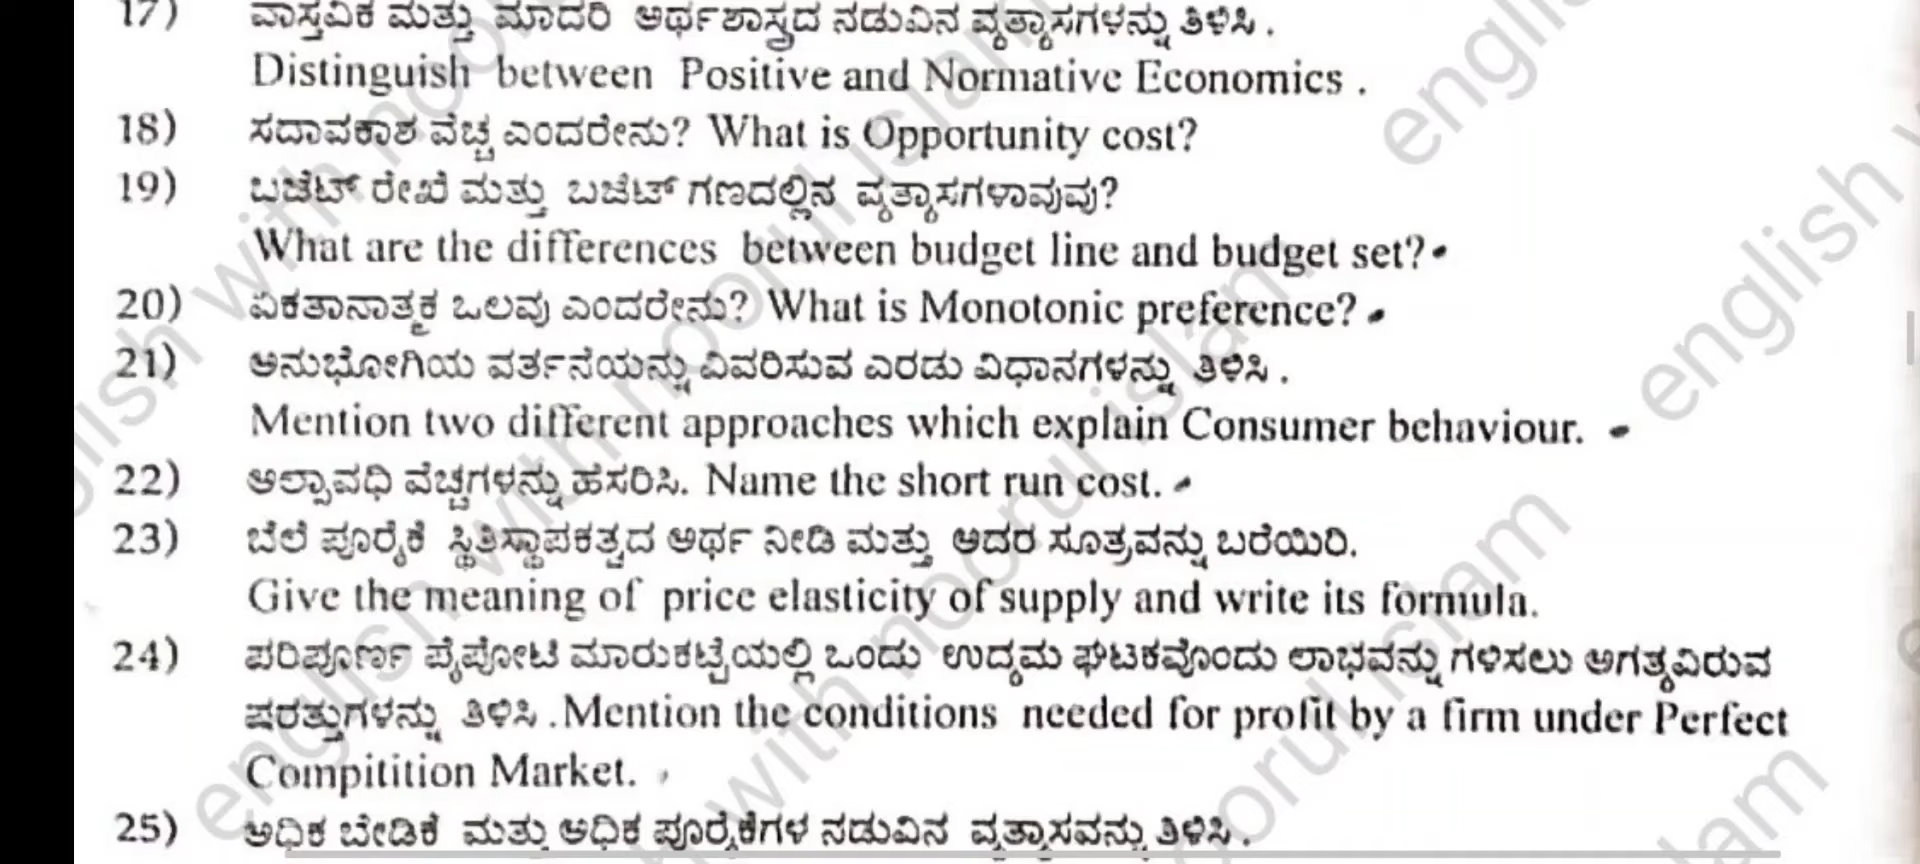 17) ವಾಸ್ತವಿಕ ಮತ್ತು ಮಾದರಿ ಅರ್ಥಶಾಸ್ತ್ರದ ನಡುವಿನ ವ್ಯತ್ಯಾಸಗಳನ್ನು ತಿಳಿಸಿ .
Distinguish between Positive and Normative Economics .
18) ಸದಾವಕಾಶ ವೆಚ್ಚ ಎಂದರೇನು? What is Opportunity cost?
19) ಬಜೆಟ್ ರೇಖೆ ಮತ್ತು ಬಜೆಟ್ ಗಣದಲ್ಲಿನ ವ್ಯತ್ಯಾಸಗಳಾವುವು?
What are the differences between budget line and budget set?
20) ಏಕತಾನಾತ್ಮಕ ಒಲವು ಎಂದರೇನು? What is Monotonic preference?
21) ಅನುಭೋಗಿಯ ವರ್ತನೆಯನ್ನು ವಿವರಿಸುವ ಎರಡು ವಿಧಾನಗಳನ್ನು ತಿಳಿಸಿ .
Mention two different approaches which explain Consumer behaviour.
22) ಅಲ್ಪಾವಧಿ ವೆಚ್ಚಗಳನ್ನು ಹೆಸರಿಸಿ. Name the short run cost.
23) ಬೆಲೆ ಪೂರೈಕೆ ಸ್ಥಿತಿಸ್ಥಾಪಕತ್ವದ ಅರ್ಥ ನೀಡಿ ಮತ್ತು ಅದರ ಸೂತ್ರವನ್ನು ಬರೆಯಿರಿ.
Give the meaning of price elasticity of supply and write its formula.
24) ಪರಿಪೂರ್ಣ ಪೈಪೋಟಿ ಮಾರುಕಟ್ಟೆಯಲ್ಲಿ ಒಂದು ಉದ್ಯಮ ಘಟಕವೊಂದು ಲಾಭವನ್ನು ಗಳಿಸಲು ಅಗತ್ಯವಿರುವ
ಷರತ್ತುಗಳನ್ನು ತಿಳಿಸಿ .Mention the conditions needed for profit by a firm under Perfect
Compitition Market.
25) ಅಧಿಕ ಬೇಡಿಕೆ ಮತ್ತು ಅಧಿಕ ಪೂರೈಕೆಗಳ ನಡುವಿನ ವ್ಯತ್ಯಾಸವನ್ನು ತಿಳಿಸಿ .
english with noorul islam